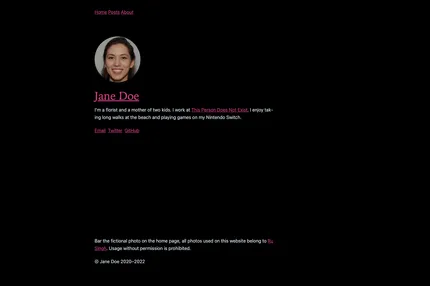 Home Posts About
Jane Doe
I'm a florist and a mother of two kids. I work at This Person Does Not Exist. I enjoy tak-
ing long walks at the beach and playing games on my Nintendo Switch.
Email Twitter GitHub
Bar the fictional photo on the home page, all photos used on this website belong to Ru
Singh. Usage without permission is prohibited.
© Jane Doe 2020–2022